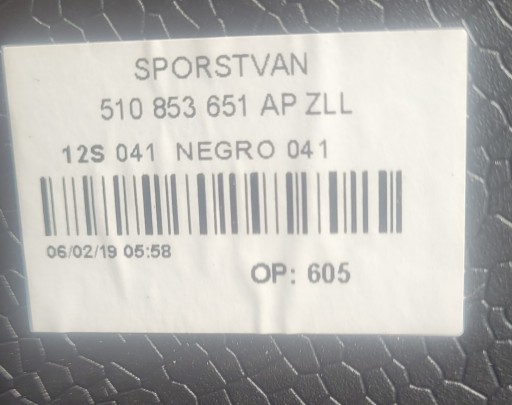 SPORSTVAN
510 853 651 AP ZLL
12S 041 NEGRO 041
06/02/19 05:58
OP: 605